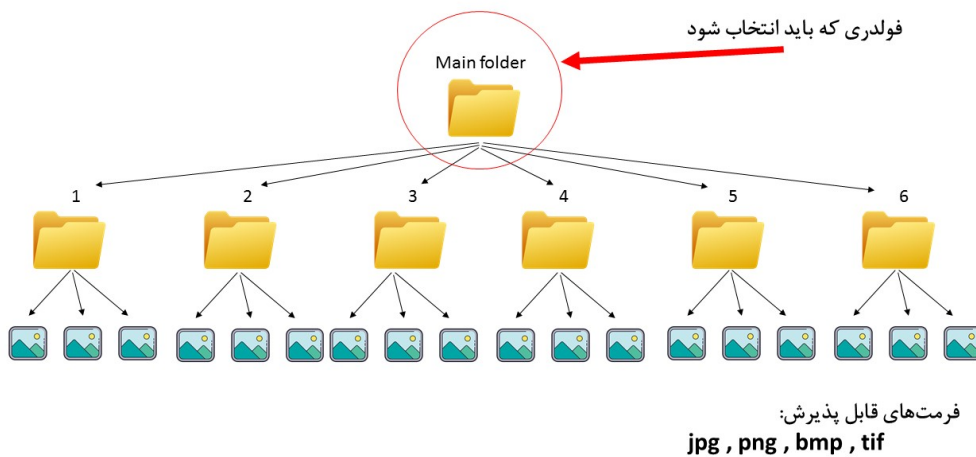 فولدری که باید انتخاب شود
Main folder
1 2 3 4 5 6
فرمت‌های قابل پذیرش:
jpg , png , bmp , tif